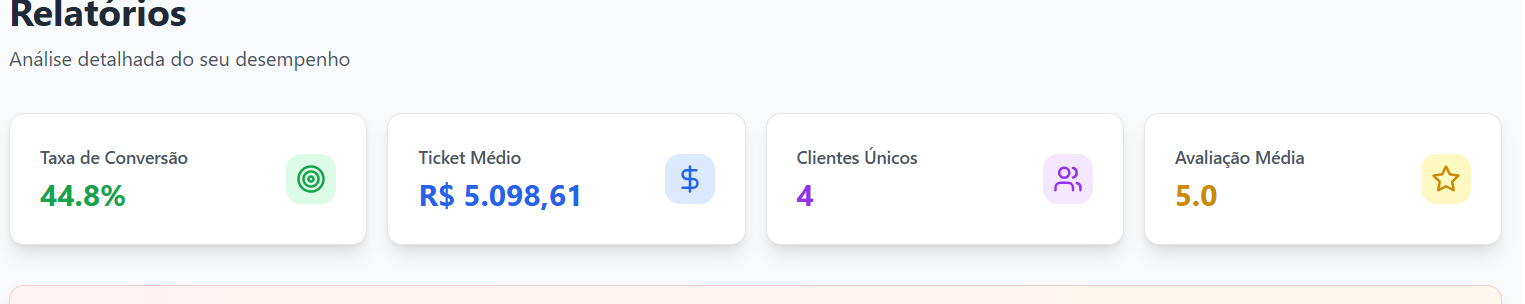 Relatórios
Análise detalhada do seu desempenho
Taxa de Conversão
44.8%
Ticket Médio
R$ 5.098,61
Clientes Únicos
4
Avaliação Média
5.0